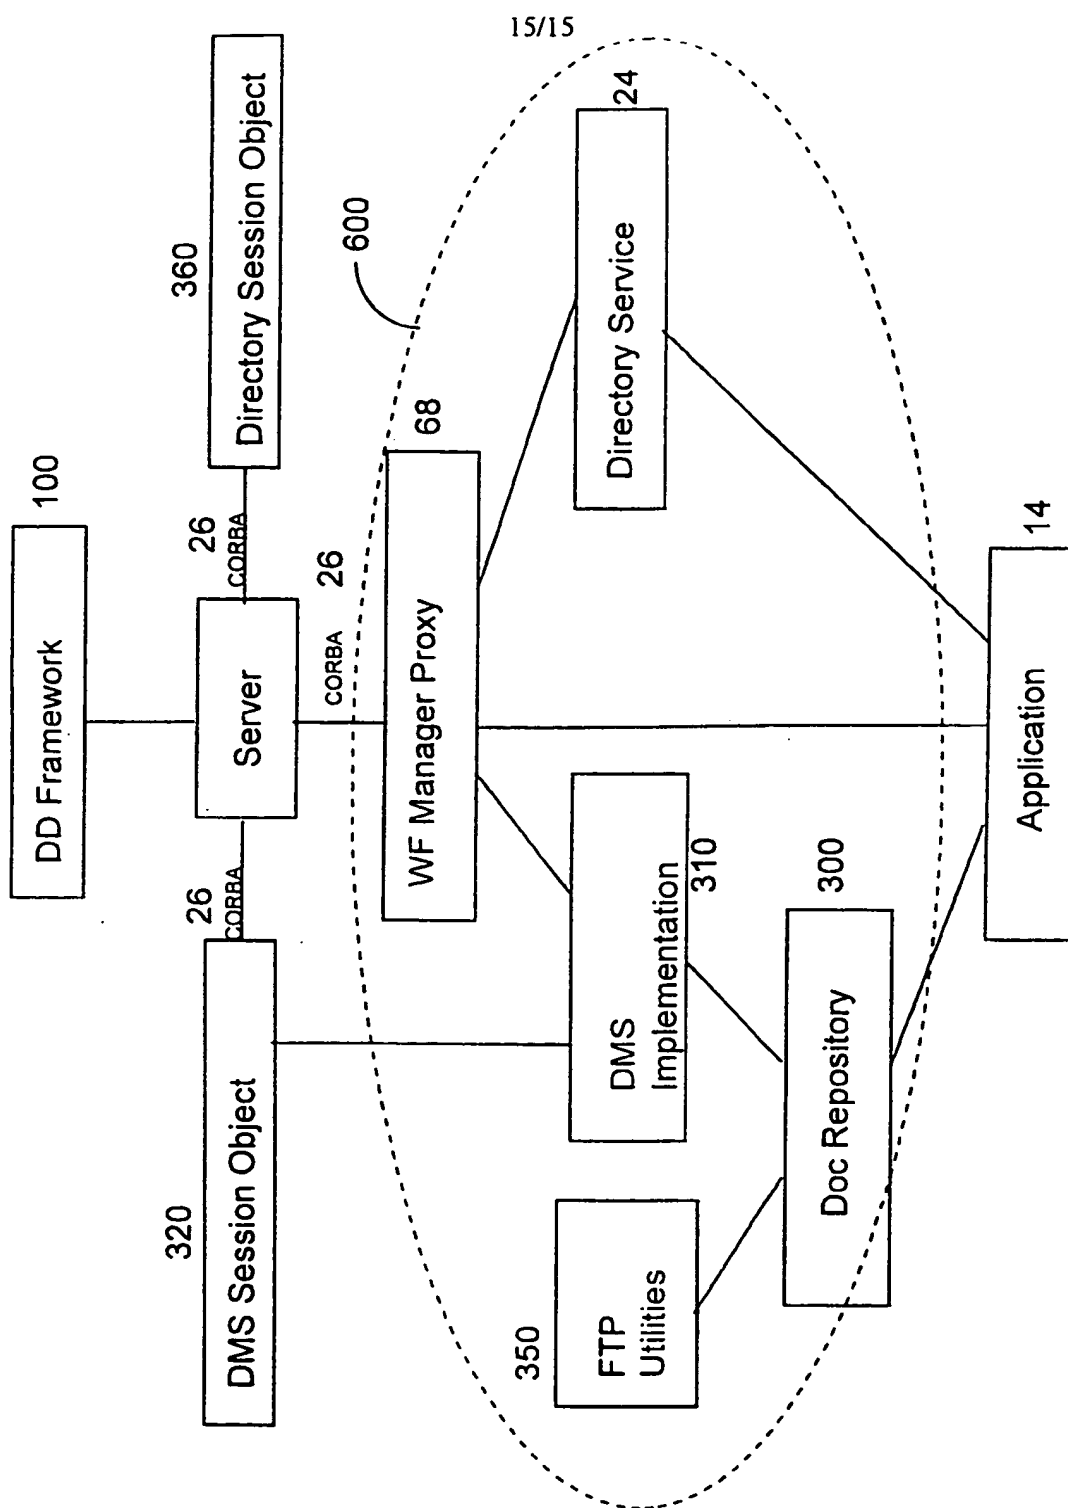 15/15
DD Framework
100
320
DMS Session Object
26
CORBA
Server
26
CORBA
360
Directory Session Object
CORBA
26
600
WF Manager Proxy
68
350
FTP
Utilities
DMS
Implementation
310
Directory Service
24
Doc Repository
300
Application
14